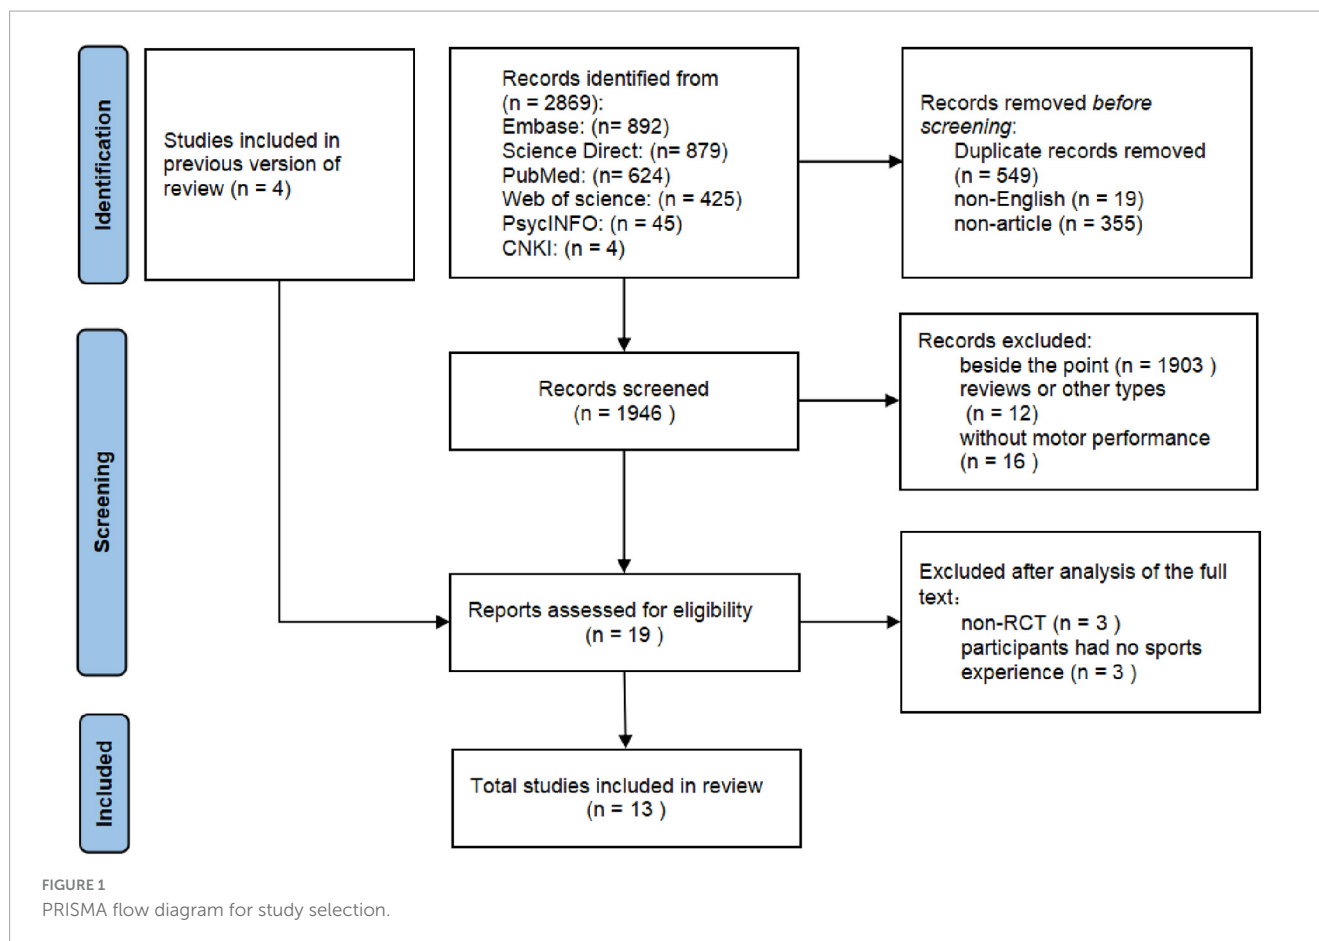 Identification
Studies included in
previous version of
review (n = 4)
Records identified from
(n = 2869):
Embase: (n= 892)
Science Direct: (n= 879)
PubMed: (n= 624)
Web of science: (n = 425)
PsycINFO: (n = 45)
CNKI: (n = 4)
Records removed before
screening:
Duplicate records removed
(n = 549)
non-English (n = 19)
non-article (n = 355)
Screening
Records screened
(n = 1946 )
Records excluded:
beside the point (n = 1903 )
reviews or other types
(n = 12)
without motor performance
(n = 16 )
Reports assessed for eligibility
(n = 19 )
Excluded after analysis of the full
text:
non-RCT (n = 3 )
participants had no sports
experience (n = 3 )
Included
Total studies included in review
(n = 13 )
FIGURE 1
PRISMA flow diagram for study selection.